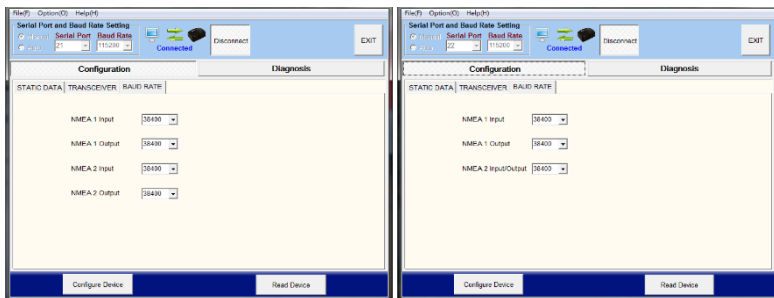 File(F) Option(O) Help(H)
Serial Port and Baud Rate Setting
Serial Port Baud Rate
21 115200
Connected
Disconnect
EXIT
Configuration Diagnosis
STATIC DATA TRANSCEIVER BAUD RATE
NMEA 1 Input 38400
NMEA 1 Output 38400
NMEA 2 Input 38400
NMEA 2 Output 38400
Configure Device Read Device
File(F) Option(O) Help(H)
Serial Port and Baud Rate Setting
Serial Port Baud Rate
22 115200
Connected
Disconnect
EXIT
Configuration Diagnosis
STATIC DATA TRANSCEIVER BAUD RATE
NMEA 1 Input 38400
NMEA 1 Output 38400
NMEA 2 Input/Output 38400
Configure Device Read Device